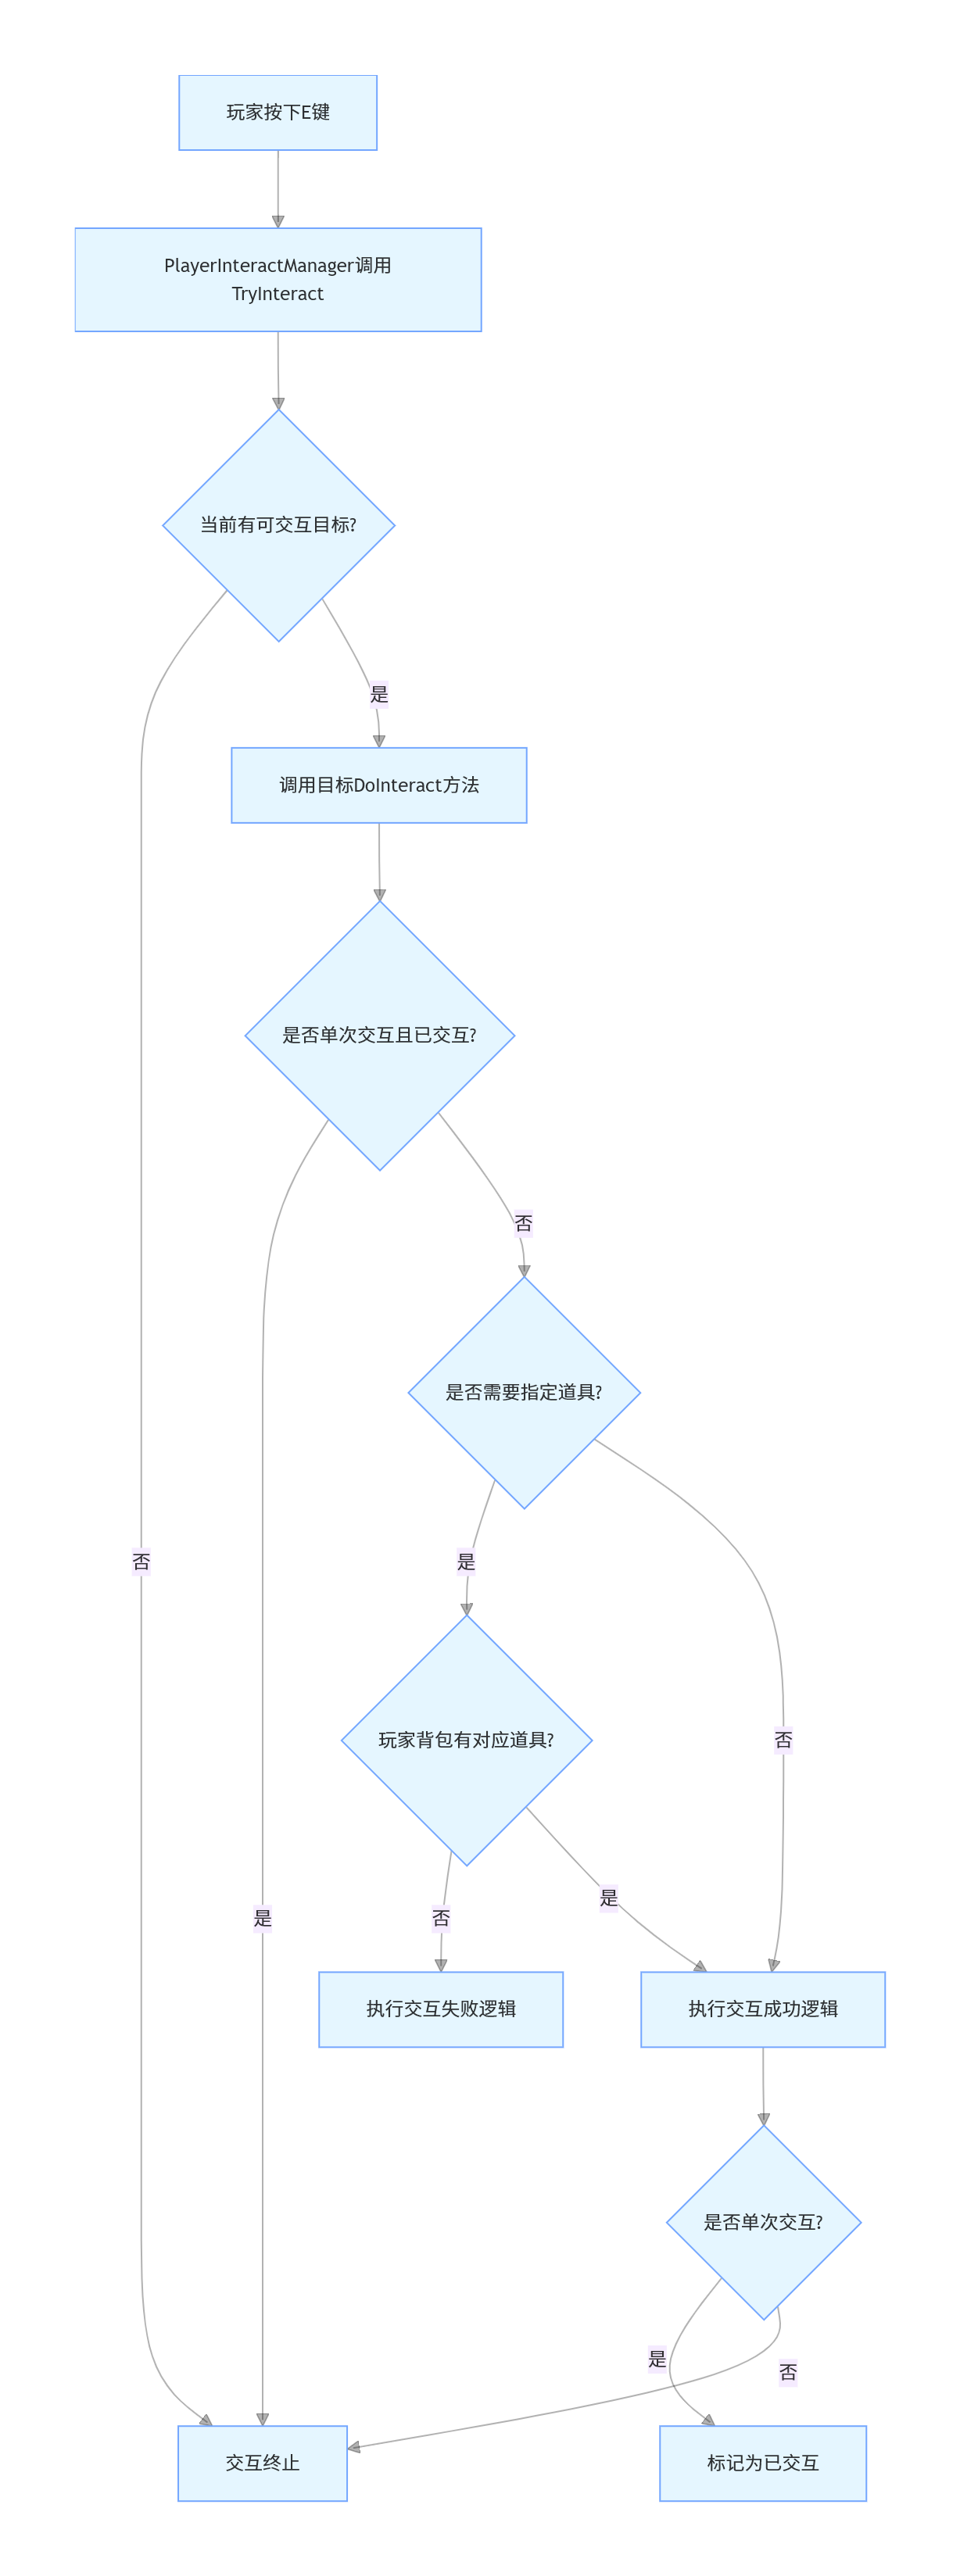 玩家按下E键
PlayerInteractManager调用
TryInteract
当前有可交互目标?
是
调用目标DoInteract方法
是否单次交互且已交互?
否
是否需要指定道具?
否
是
玩家背包有对应道具?
否
是
否
是
执行交互失败逻辑
执行交互成功逻辑
是否单次交互?
是
否
交互终止
标记为已交互